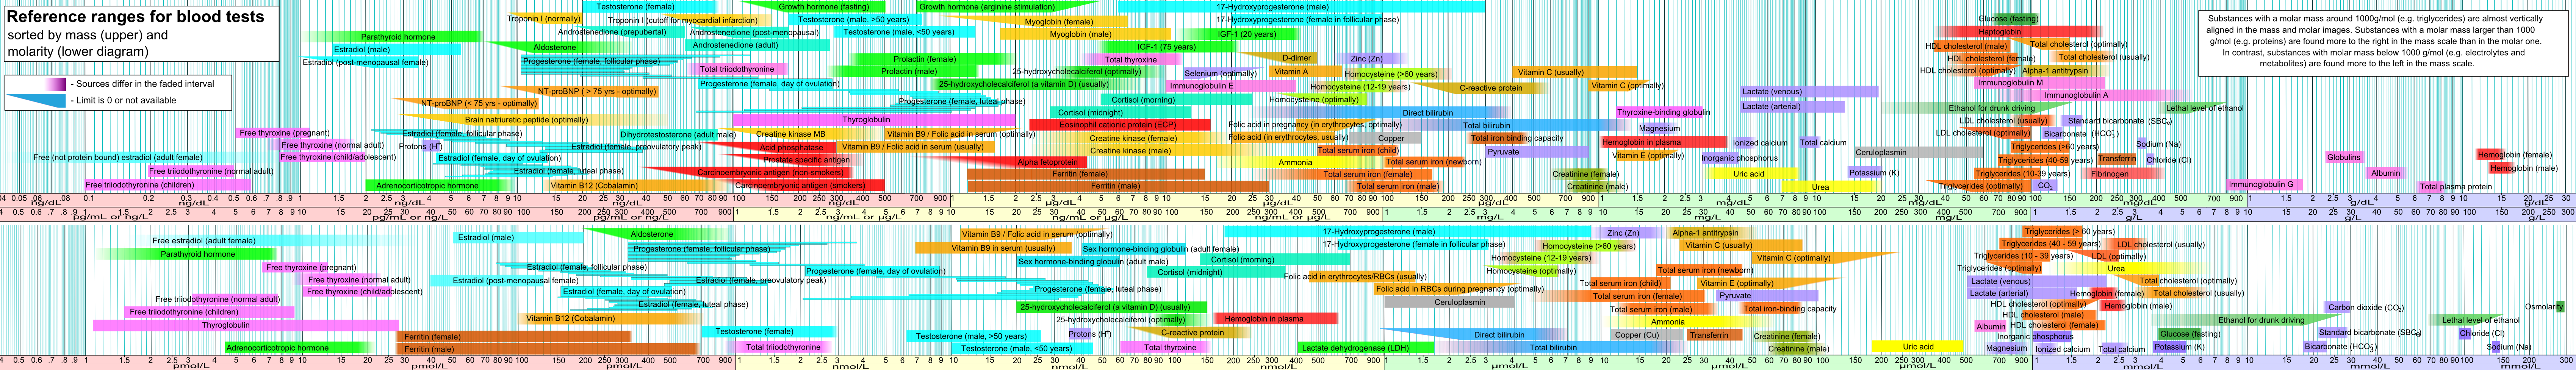 Reference ranges for blood tests
sorted by mass (upper) and
molarity (lower diagram)
- Sources differ in the faded interval
- Limit is 0 or not available
Substances with a molar mass around 1000g/mol (e.g. triglycerides) are almost vertically
aligned in the mass and molar images. Substances with a molar mass larger than 1000
g/mol (e.g. proteins) are found more to the right in the mass scale than in the molar one.
In contrast, substances with molar mass below 1000 g/mol (e.g. electrolytes and
metabolites) are found more to the left in the mass scale.
Parathyroid hormone
Estradiol (male)
Estradiol (post-menopausal female)
Free thyroxine (pregnant)
Free thyroxine (normal adult)
Free thyroxine (child/adolescent)
Free (not protein bound) estradiol (adult female)
Free triiodothyronine (normal adult)
Free triiodothyronine (children)
NT-proBNP (< 75 yrs - optimally)
NT-proBNP ( > 75 yrs - optimally)
Brain natriuretic peptide (optimally)
Estradiol (female, follicular phase)
Protons (H+)
Estradiol (female, day of ovulation)
Estradiol (female, preovulatory peak)
Estradiol (female, luteal phase)
Adrenocorticotropic hormone
Vitamin B12 (Cobalamin)
Testosterone (female)
Troponin I (normally)
Troponin I (cutoff for myocardial infarction)
Androstenedione (prepubertal)
Androstenedione (post-menopausal)
Androstenedione (adult)
Aldosterone
Progesterone (female, follicular phase)
Total triiodothyronine
Progesterone (female, day of ovulation)
Progesterone (female, luteal phase)
Thyroglobulin
Dihydrotestosterone (adult male)
Creatine kinase MB
Acid phosphatase
Prostate specific antigen
Carcinoembryonic antigen (non-smokers)
Carcinoembryonic antigen (smokers)
Growth hormone (fasting)
Growth hormone (arginine stimulation)
Testosterone (male, >50 years)
Testosterone (male, <50 years)
Prolactin (female)
Prolactin (male)
25-hydroxycholecalciferol (a vitamin D) (usually)
25-hydroxycholecalciferol (optimally)
Vitamin B9 / Folic acid in serum (optimally)
Vitamin B9 / Folic acid in serum (usually)
Alpha fetoprotein
Ferritin (female)
Ferritin (male)
17-Hydroxyprogesterone (male)
17-Hydroxyprogesterone (female in follicular phase)
Myoglobin (female)
Myoglobin (male)
IGF-1 (20 years)
IGF-1 (75 years)
Total thyroxine
D-dimer
Zinc (Zn)
Selenium (optimally)
Vitamin A
Homocysteine (>60 years)
Immunoglobulin E
Homocysteine (12-19 years)
Homocysteine (optimally)
C-reactive protein
Cortisol (morning)
Cortisol (midnight)
Direct bilirubin
Eosinophil cationic protein (ECP)
Folic acid in pregnancy (in erythrocytes, optimally)
Total bilirubin
Creatine kinase (female)
Folic acid (in erythrocytes, usually)
Copper
Total iron binding capacity
Creatine kinase (male)
Total serum iron (child)
Pyruvate
Ammonia
Total serum iron (newborn)
Total serum iron (female)
Total serum iron (male)
Creatinine (female)
Creatinine (male)
Vitamin C (usually)
Vitamin C (optimally)
Thyroxine-binding globulin
Magnesium
Hemoglobin in plasma
Vitamin E (optimally)
Lactate (venous)
Lactate (arterial)
Ionized calcium
Total calcium
Inorganic phosphorus
Ceruloplasmin
Uric acid
Potassium (K)
Urea
Glucose (fasting)
Haptoglobin
HDL cholesterol (male)
Total cholesterol (optimally)
HDL cholesterol (female)
Total cholesterol (usually)
HDL cholesterol (optimally)
Alpha-1 antitrypsin
Immunoglobulin M
Immunoglobulin A
Ethanol for drunk driving
Lethal level of ethanol
LDL cholesterol (usually)
Standard bicarbonate (SBCe)
LDL cholesterol (optimally)
Bicarbonate (HCO3-)
Triglycerides (>60 years)
Sodium (Na)
Triglycerides (40-59 years)
Transferrin
Chloride (Cl)
Triglycerides (10-39 years)
Fibrinogen
Triglycerides (optimally)
CO2
Immunoglobulin G
Globulins
Albumin
Total plasma protein
Hemoglobin (female)
Hemoglobin (male)
ng/dL
μg/dL
mg/dL
g/dL
pg/mL or ng/L
ng/mL or μg/L
mg/L
g/L
Free estradiol (adult female)
Parathyroid hormone
Free thyroxine (pregnant)
Free thyroxine (normal adult)
Free thyroxine (child/adolescent)
Free triiodothyronine (normal adult)
Free triiodothyronine (children)
Thyroglobulin
Adrenocorticotropic hormone
Ferritin (female)
Ferritin (male)
Estradiol (male)
Aldosterone
Progesterone (female, follicular phase)
Estradiol (female, follicular phase)
Estradiol (post-menopausal female)
Estradiol (female, preovulatory peak)
Estradiol (female, day of ovulation)
Estradiol (female, luteal phase)
Vitamin B12 (Cobalamin)
Testosterone (female)
Total triiodothyronine
Progesterone (female, day of ovulation)
Progesterone (female, luteal phase)
Vitamin B9 / Folic acid in serum (optimally)
Vitamin B9 in serum (usually)
Sex hormone-binding globulin (adult female)
Sex hormone-binding globulin (adult male)
Cortisol (morning)
Cortisol (midnight)
25-hydroxycholecalciferol (a vitamin D) (usually)
25-hydroxycholecalciferol (optimally)
Hemoglobin in plasma
Testosterone (male, >50 years)
Testosterone (male, <50 years)
Protons (H+)
C-reactive protein
Total thyroxine
17-Hydroxyprogesterone (male)
17-Hydroxyprogesterone (female in follicular phase)
Folic acid in erythrocytes/RBCs (usually)
Folic acid in RBCs during pregnancy (optimally)
Ceruloplasmin
Lactate dehydrogenase (LDH)
Direct bilirubin
Total bilirubin
Zinc (Zn)
Homocysteine (>60 years)
Homocysteine (12-19 years)
Homocysteine (optimally)
Alpha-1 antitrypsin
Vitamin C (usually)
Vitamin C (optimally)
Total serum iron (newborn)
Total serum iron (child)
Vitamin E (optimally)
Total serum iron (female)
Pyruvate
Total serum iron (male)
Total iron-binding capacity
Ammonia
Copper (Cu)
Transferrin
Creatinine (female)
Creatinine (male)
Uric acid
Triglycerides (> 60 years)
Triglycerides (40 - 59 years)
LDL cholesterol (usually)
Triglycerides (10 - 39 years)
LDL (optimally)
Triglycerides (optimally)
Urea
Lactate (venous)
Total cholesterol (optimally)
Lactate (arterial)
Hemoglobin (female)
Total cholesterol (usually)
HDL cholesterol (optimally)
Hemoglobin (male)
HDL cholesterol (male)
Albumin
HDL cholesterol (female)
Inorganic phosphorus
Glucose (fasting)
Magnesium
Ionized calcium
Total calcium
Potassium (K)
Ethanol for drunk driving
Carbon dioxide (CO2)
Standard bicarbonate (SBCe)
Bicarbonate (HCO3-)
Lethal level of ethanol
Chloride (Cl)
Sodium (Na)
Osmolarity
pmol/L
nmol/L
μmol/L
mmol/L